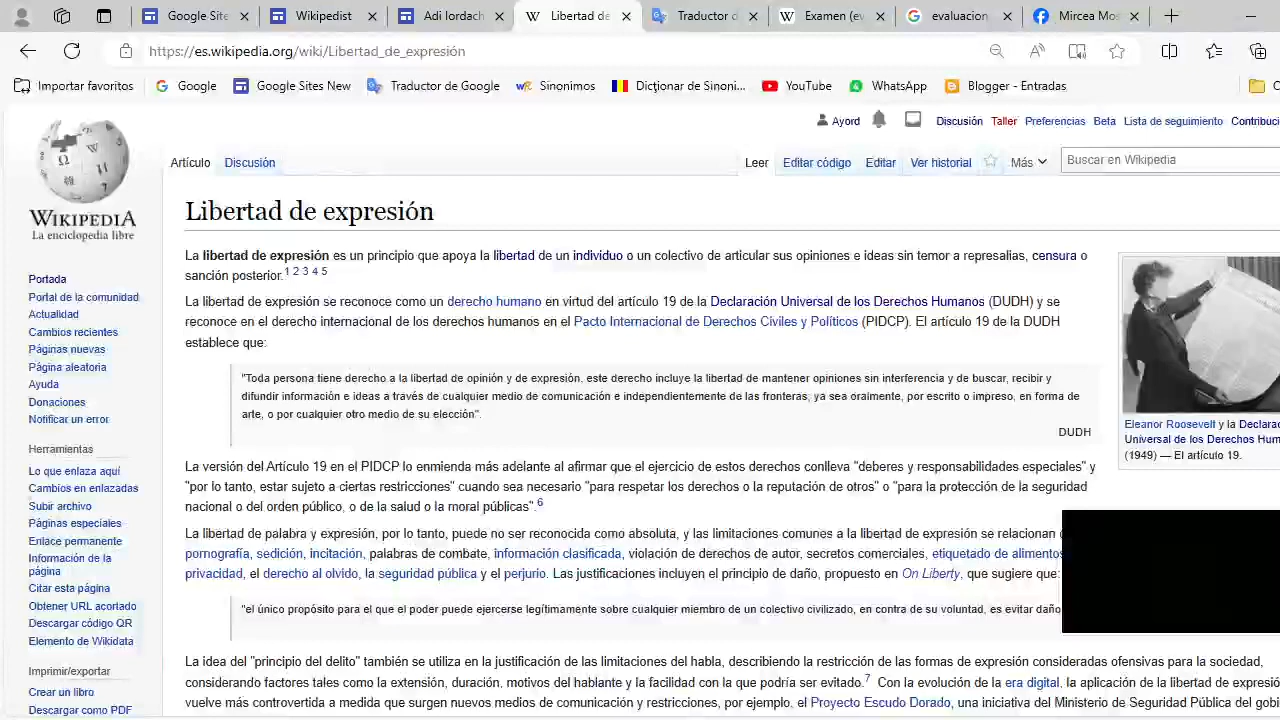 Google Site
Wikipedist
Adi Iordach
Libertad de
Traductor d
Examen (ev
evaluacion
Mircea Mos
https://es.wikipedia.org/wiki/Libertad_de_expresión
Importar favoritos
Google
Google Sites New
Traductor de Google
Sinonimos
Dicționar de Sinoni...
YouTube
WhatsApp
Blogger - Entradas
Ayord
Discusión
Taller
Preferencias
Beta
Lista de seguimiento
Contribuci
Artículo
Discusión
Leer
Editar código
Editar
Ver historial
Más
Buscar en Wikipedia
WIKIPEDIA
La enciclopedia libre
Portada
Portal de la comunidad
Actualidad
Cambios recientes
Páginas nuevas
Página aleatoria
Ayuda
Donaciones
Notificar un error
Herramientas
Lo que enlaza aquí
Cambios en enlazadas
Subir archivo
Páginas especiales
Enlace permanente
Información de la
página
Citar esta página
Obtener URL acortado
Descargar código QR
Elemento de Wikidata
Imprimir/exportar
Crear un libro
Descargar como PDF
Libertad de expresión
La libertad de expresión es un principio que apoya la libertad de un individuo o un colectivo de articular sus opiniones e ideas sin temor a represalias, censura o
sanción posterior.1 2 3 4 5
La libertad de expresión se reconoce como un derecho humano en virtud del artículo 19 de la Declaración Universal de los Derechos Humanos (DUDH) y se
reconoce en el derecho internacional de los derechos humanos en el Pacto Internacional de Derechos Civiles y Políticos (PIDCP). El artículo 19 de la DUDH
establece que:
"Toda persona tiene derecho a la libertad de opinión y de expresión, este derecho incluye la libertad de mantener opiniones sin interferencia y de buscar, recibir y
difundir información e ideas a través de cualquier medio de comunicación e independientemente de las fronteras, ya sea oralmente, por escrito o impreso, en forma de
arte, o por cualquier otro medio de su elección".
DUDH
La versión del Artículo 19 en el PIDCP lo enmienda más adelante al afirmar que el ejercicio de estos derechos conlleva "deberes y responsabilidades especiales" y
"por lo tanto, estar sujeto a ciertas restricciones" cuando sea necesario "para respetar los derechos o la reputación de otros" o "para la protección de la seguridad
nacional o del orden público, o de la salud o la moral públicas".6
La libertad de palabra y expresión, por lo tanto, puede no ser reconocida como absoluta, y las limitaciones comunes a la libertad de expresión se relacionan
pornografía, sedición, incitación, palabras de combate, información clasificada, violación de derechos de autor, secretos comerciales, etiquetado de alimentos
privacidad, el derecho al olvido, la seguridad pública y el perjurio. Las justificaciones incluyen el principio de daño, propuesto en On Liberty, que sugiere que:
"el único propósito para el que el poder puede ejercerse legítimamente sobre cualquier miembro de un colectivo civilizado, en contra de su voluntad, es evitar daño
La idea del "principio del delito" también se utiliza en la justificación de las limitaciones del habla, describiendo la restricción de las formas de expresión consideradas ofensivas para la sociedad,
considerando factores tales como la extensión, duración, motivos del hablante y la facilidad con la que podría ser evitado.7 Con la evolución de la era digital, la aplicación de la libertad de expresió
vuelve más controvertida a medida que surgen nuevos medios de comunicación y restricciones, por ejemplo, el Proyecto Escudo Dorado, una iniciativa del Ministerio de Seguridad Pública del gob
Eleanor Roosevelt y la Declarac
Universal de los Derechos Hum
(1949) — El artículo 19.